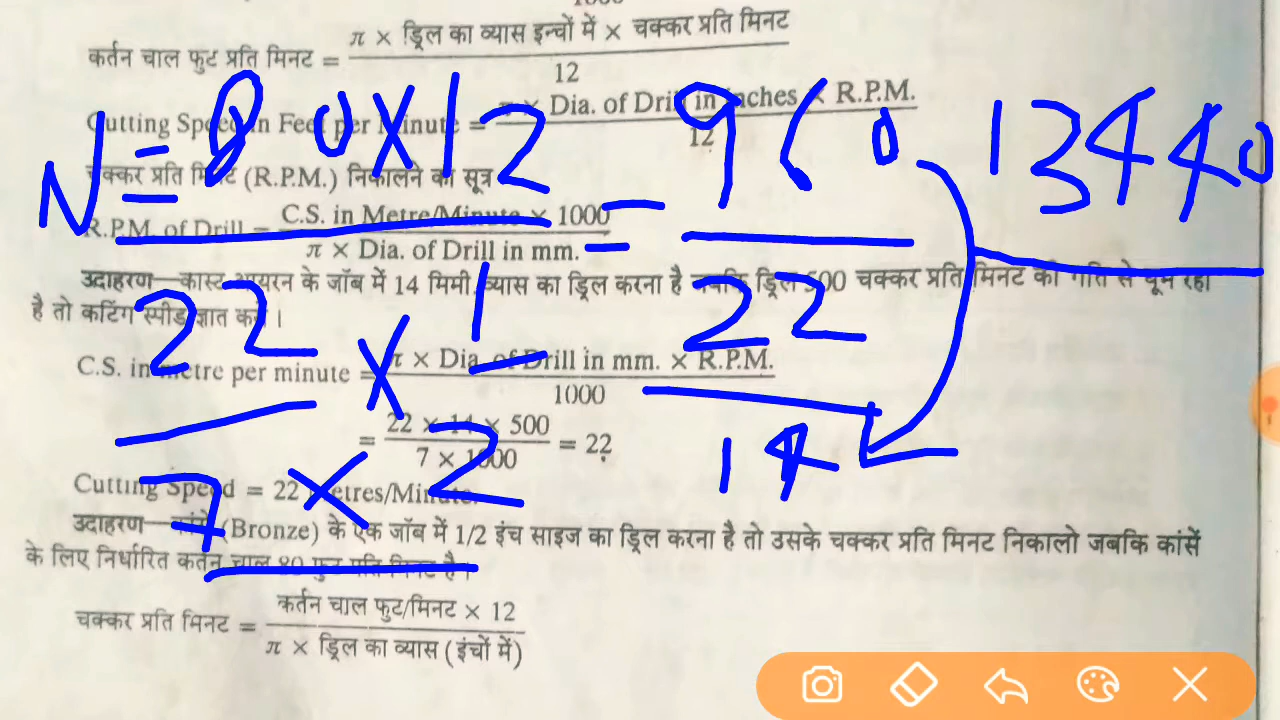 कर्तन चाल फुट प्रति मिनट = π × ड्रिल का व्यास इन्चों में × चक्कर प्रति मिनट
12
Cutting Speed in Feet per Minute = π × Dia. of Drill in inches × R.P.M.
12
चक्कर प्रति मिनट (R.P.M.) निकालने का सूत्र
R.P.M. of Drill = C.S. in Metre/Minute × 1000
π × Dia. of Drill in mm.
उदाहरण—कास्ट आयरन के जॉब में 14 मिमी. व्यास का ड्रिल करना है जबकि ड्रिल 500 चक्कर प्रति मिनट की गति से घूम रहा
है तो कटिंग स्पीड ज्ञात करें।
C.S. in metre per minute = π × Dia. of Drill in mm. × R.P.M.
1000
= 22 × 14 × 500 = 22
7 × 1000
Cutting Speed = 22 Metres/Minute.
उदाहरण—कांसे (Bronze) के एक जॉब में 1/2 इंच साइज का ड्रिल करना है तो उसके चक्कर प्रति मिनट निकालो जबकि कांसें
के लिए निर्धारित कर्तन चाल 80 फुट प्रति मिनट है।
चक्कर प्रति मिनट = कर्तन चाल फुट/मिनट × 12
π × ड्रिल का व्यास (इंचों में)
N = 80 × 12 = 960 13440
22 × 1 22
7 × 2 14